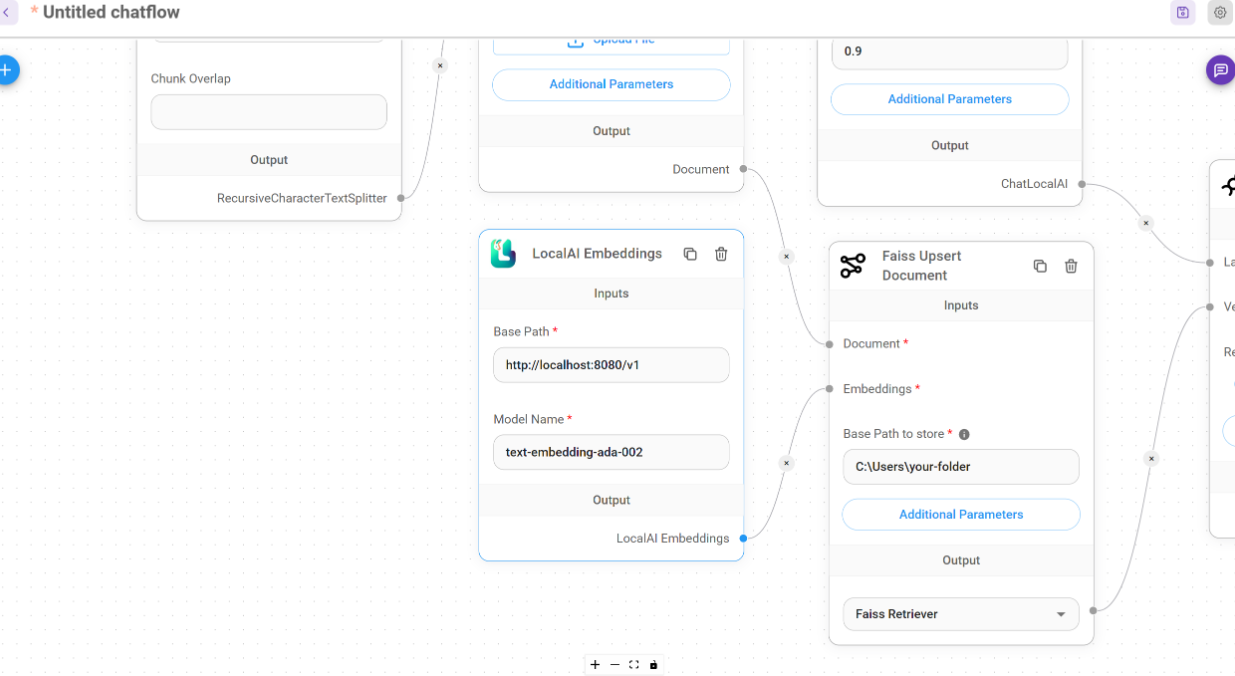 * Untitled chatflow
Chunk Overlap
Output
RecursiveCharacterTextSplitter
Additional Parameters
Output
Document
0.9
Additional Parameters
Output
ChatLocalAI
LocalAI Embeddings
Inputs
Base Path *
http://localhost:8080/v1
Model Name *
text-embedding-ada-002
Output
LocalAI Embeddings
Faiss Upsert
Document
Inputs
Document *
Embeddings *
Base Path to store *
C:\Users\your-folder
Additional Parameters
Output
Faiss Retriever
La
Ve
Re